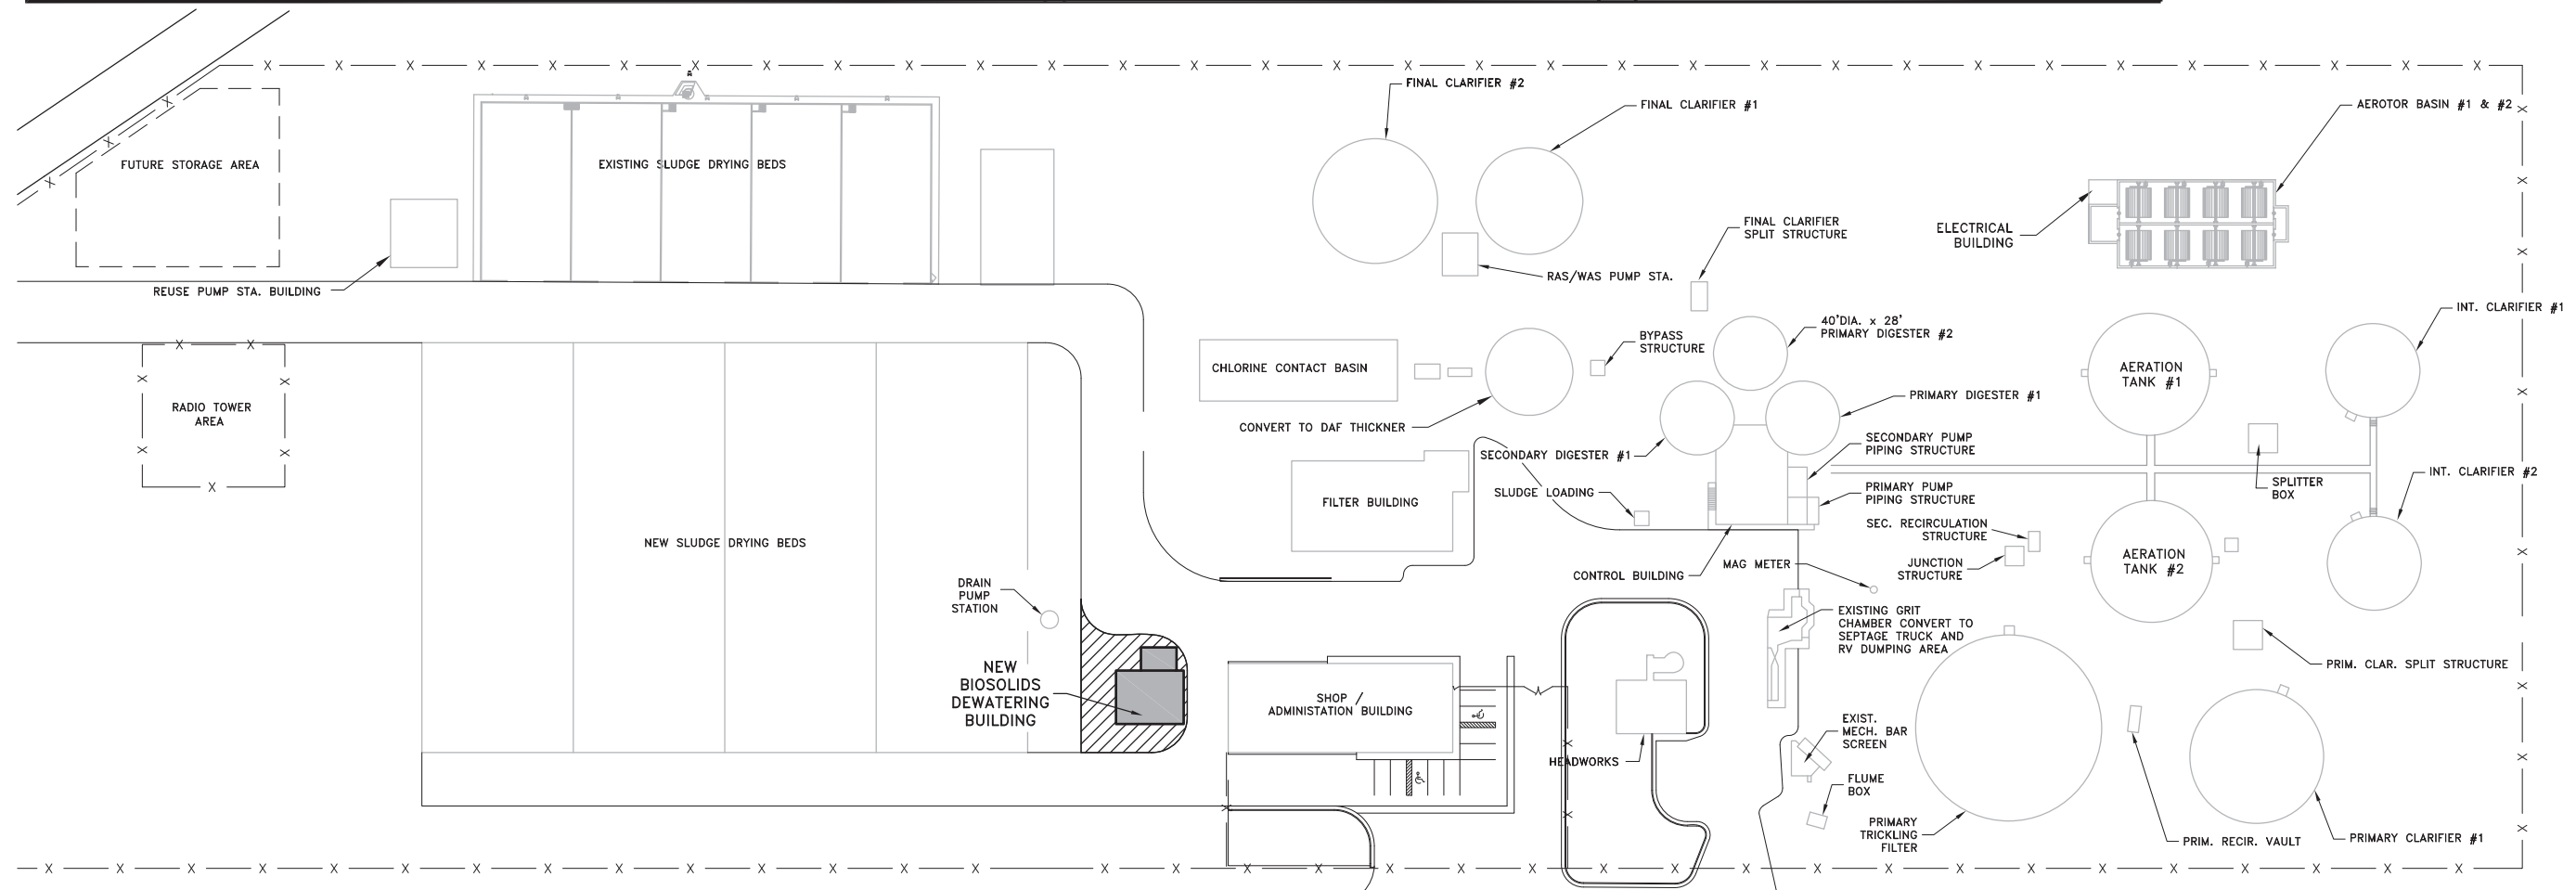 FINAL CLARIFIER #2
FINAL CLARIFIER #1
AEROTOR BASIN #1 & #2
FUTURE STORAGE AREA
EXISTING SLUDGE DRYING BEDS
FINAL CLARIFIER
SPLIT STRUCTURE
ELECTRICAL
BUILDING
RAS/WAS PUMP STA.
REUSE PUMP STA. BUILDING
INT. CLARIFIER #1
40'DIA. x 28'
PRIMARY DIGESTER #2
BYPASS
STRUCTURE
CHLORINE CONTACT BASIN
AERATION
TANK #1
RADIO TOWER
AREA
PRIMARY DIGESTER #1
CONVERT TO DAF THICKNER
SECONDARY PUMP
PIPING STRUCTURE
SECONDARY DIGESTER #1
INT. CLARIFIER #2
SPLITTER
BOX
SLUDGE LOADING
PRIMARY PUMP
PIPING STRUCTURE
FILTER BUILDING
SEC. RECIRCULATION
STRUCTURE
NEW SLUDGE DRYING BEDS
AERATION
TANK #2
MAG METER
JUNCTION
STRUCTURE
CONTROL BUILDING
DRAIN
PUMP
STATION
EXISTING GRIT
CHAMBER CONVERT TO
SEPTAGE TRUCK AND
RV DUMPING AREA
NEW
BIOSOLIDS
DEWATERING
BUILDING
PRIM. CLAR. SPLIT STRUCTURE
SHOP /
ADMINISTATION BUILDING
EXIST.
MECH. BAR
SCREEN
HEADWORKS
FLUME
BOX
PRIMARY
TRICKLING
FILTER
PRIM. RECIR. VAULT
PRIMARY CLARIFIER #1